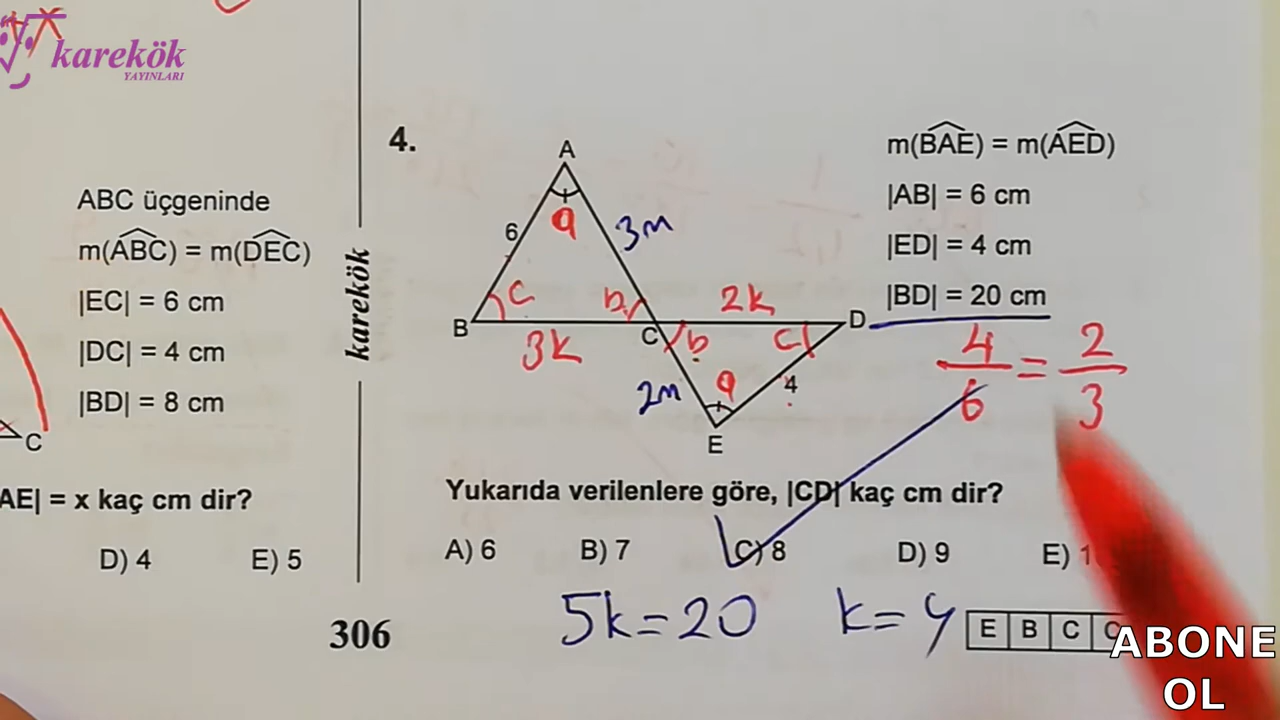 karekök
YAYINLARI
ABC üçgeninde
m(ABC) = m(DEC)
|EC| = 6 cm
|DC| = 4 cm
|BD| = 8 cm
C
AE| = x kaç cm dir?
D) 4
E) 5
karekök
306
4.
A
a
6
3m
c
b
2k
B
3k
C
b
c
D
2m
a
4
E
m(BAE) = m(AED)
|AB| = 6 cm
|ED| = 4 cm
|BD| = 20 cm
4/6 = 2/3
Yukarıda verilenlere göre, |CD| kaç cm dir?
A) 6
B) 7
C) 8
D) 9
E) 1
5k=20
k=4
E B C C
ABONE
OL